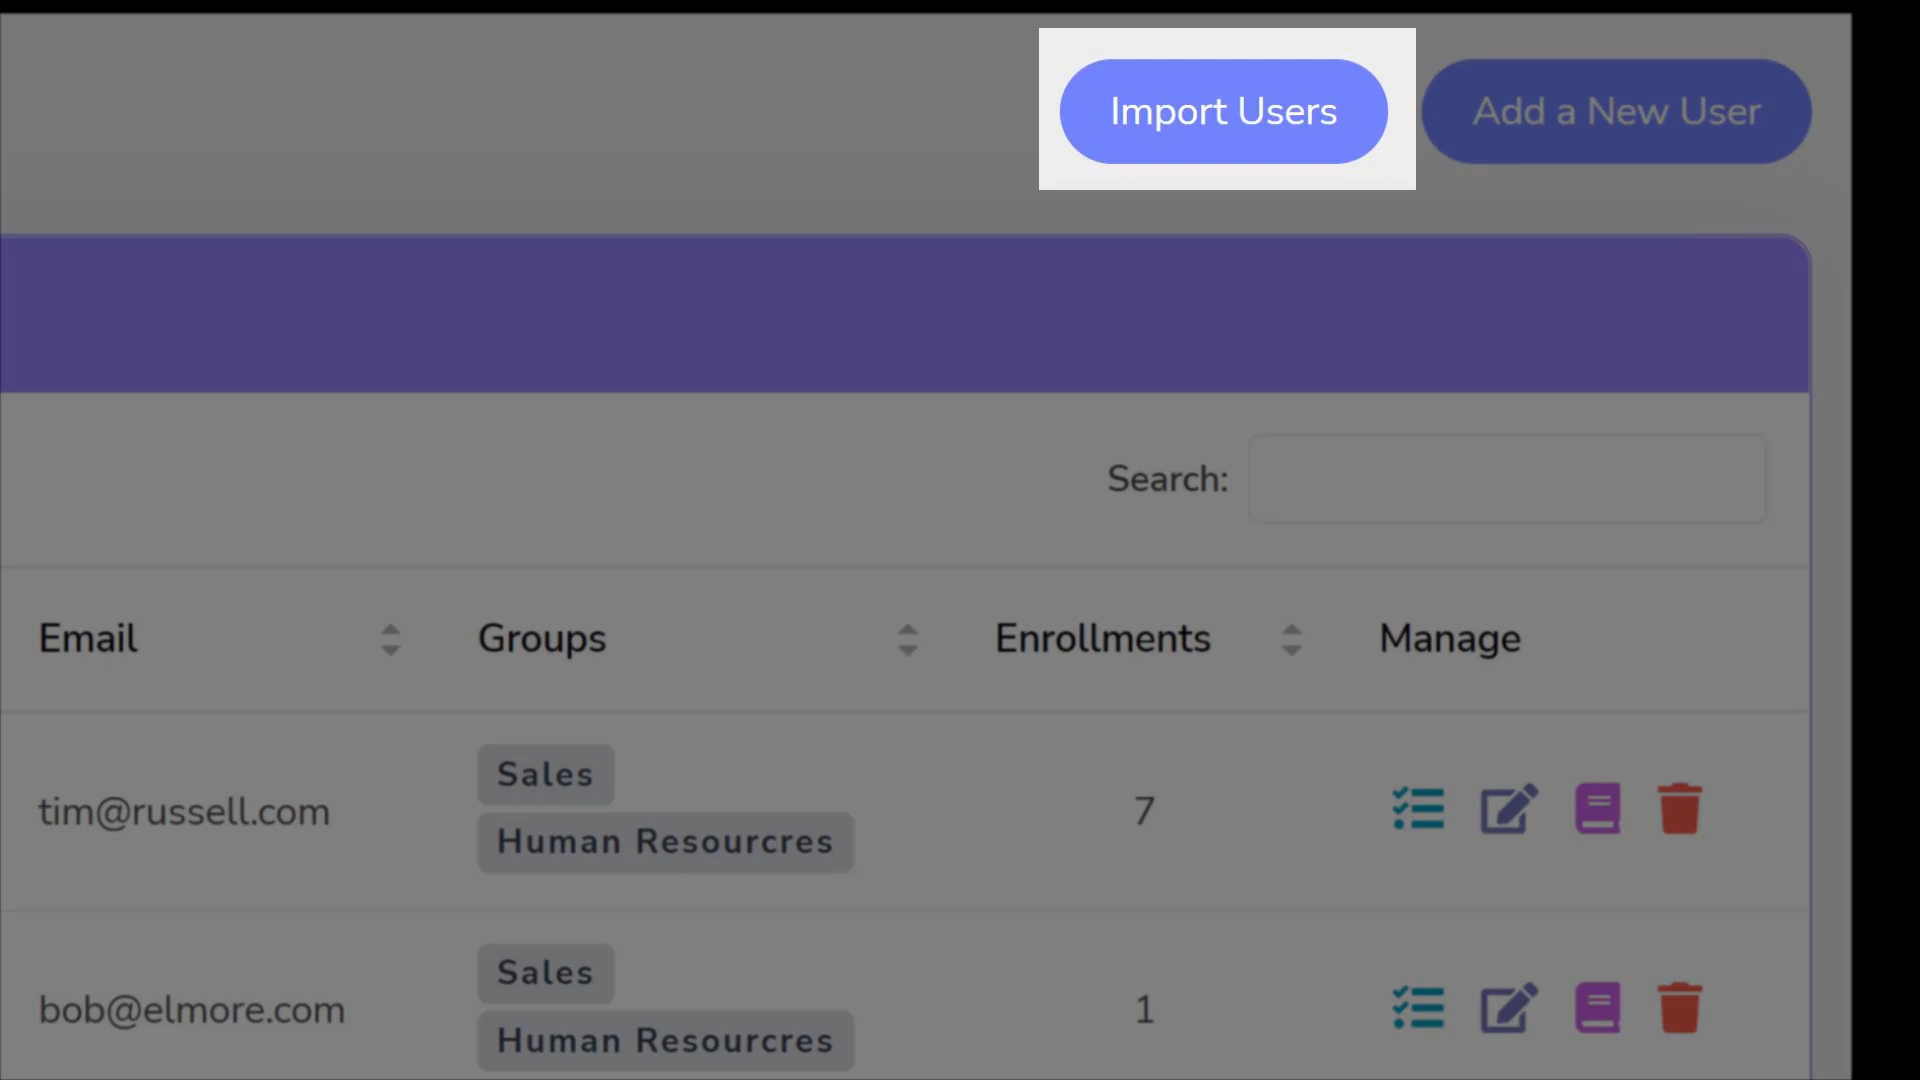 Import Users
Add a New User
Search:
Email Groups Enrollments Manage
Sales
tim@russell.com 7
Human Resourcres
Sales
bob@elmore.com 1
Human Resourcres